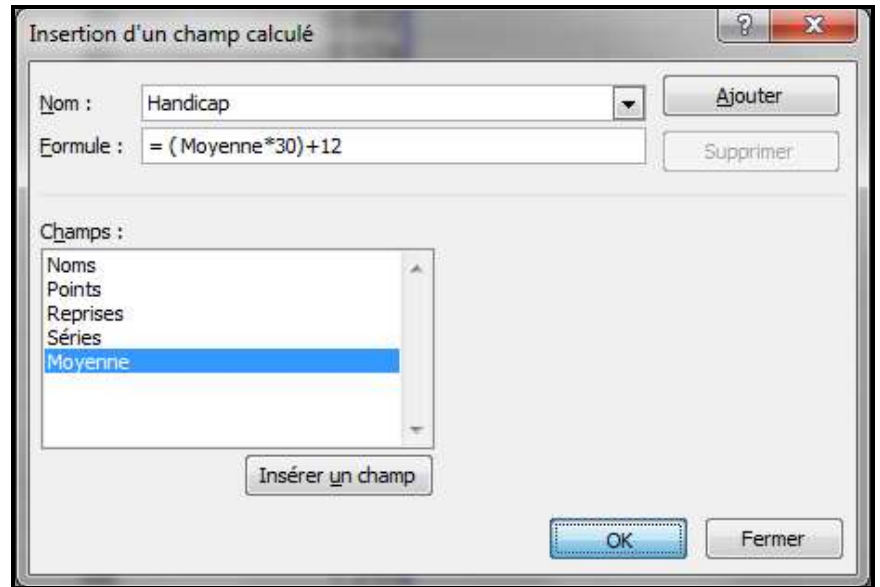 Insertion d'un champ calculé
Nom : Handicap Ajouter
Formule : = ( Moyenne*30)+12 Supprimer
Champs :
Noms
Points
Reprises
Séries
Moyenne
Insérer un champ
OK Fermer